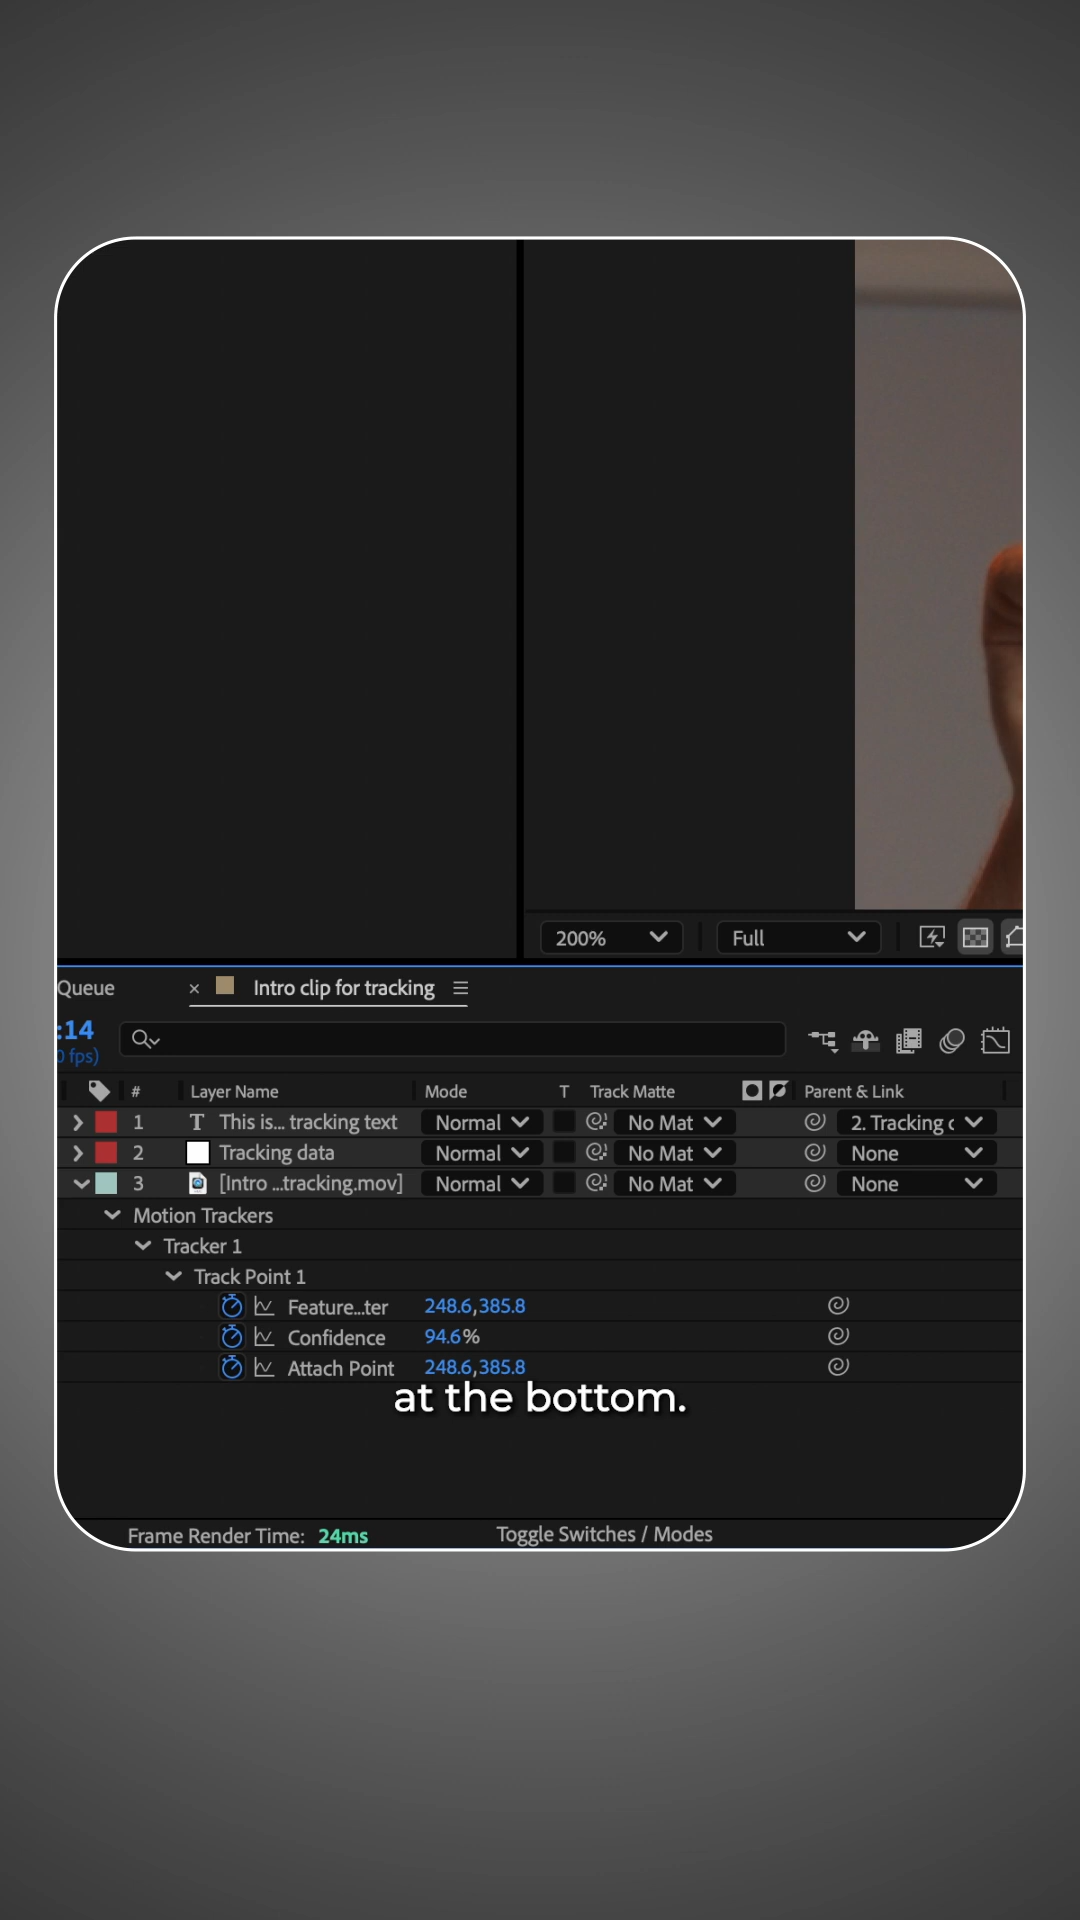 200%
Full
Queue
× Intro clip for tracking
:14
0 fps)
# Layer Name Mode T Track Matte Parent & Link
1 T This is... tracking text Normal No Mat 2. Tracking
2 Tracking data Normal No Mat None
3 [Intro ...tracking.mov] Normal No Mat None
Motion Trackers
Tracker 1
Track Point 1
Feature...ter 248.6,385.8
Confidence 94.6%
Attach Point 248.6,385.8
at the bottom.
Frame Render Time: 24ms Toggle Switches / Modes